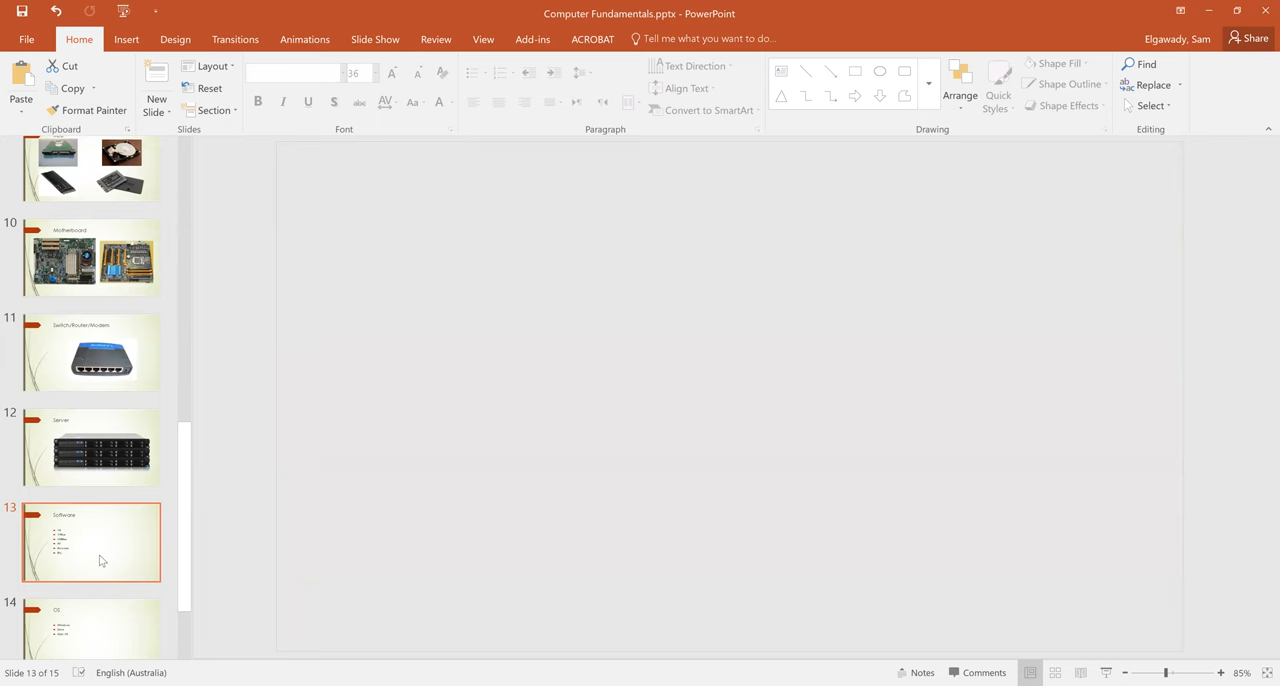 Computer Fundamentals.pptx - PowerPoint
File Home Insert Design Transitions Animations Slide Show Review View Add-ins ACROBAT Tell me what you want to do... Elgawady, Sam Share
Cut Layout 36 Text Direction Shape Fill Find
Copy Reset Align Text Shape Outline Replace
Paste Format Painter New Slide Section B I U S abc AV Aa A Convert to SmartArt Arrange Quick Styles Shape Effects Select
Clipboard Slides Font Paragraph Drawing Editing
10 Motherboard
11 Switch/Router/Modem
12 Server
13 Software
14 OS
Slide 13 of 15 English (Australia) Notes Comments 85%